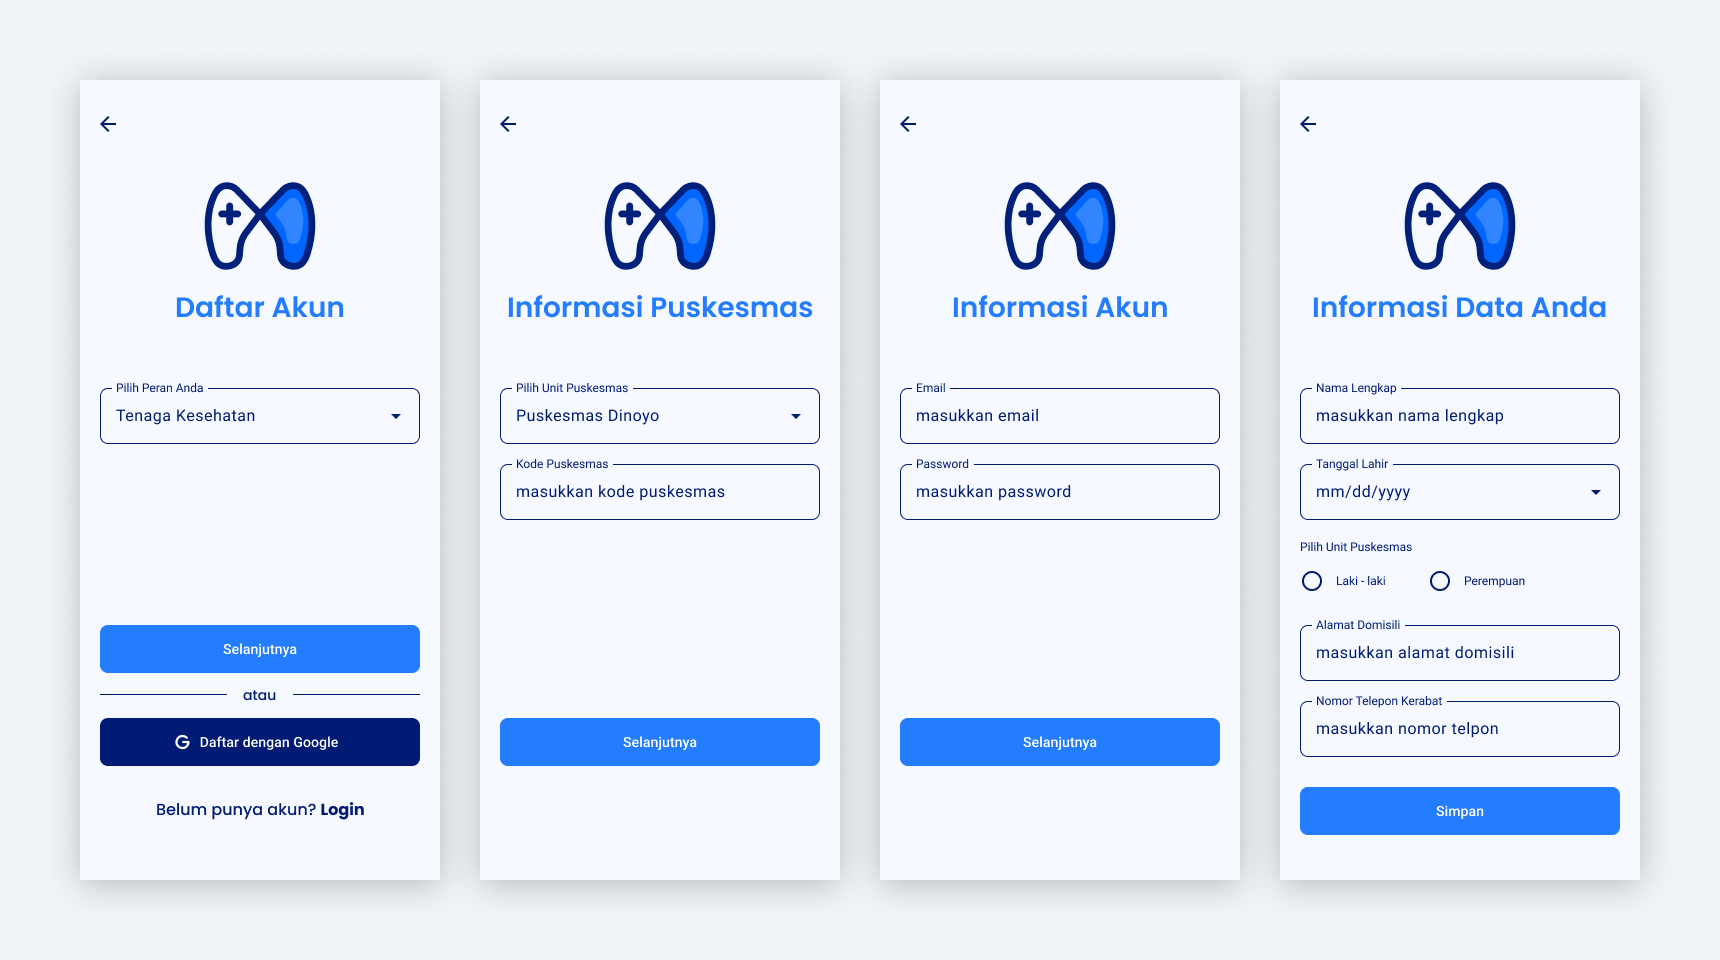 Daftar Akun
Pilih Peran Anda
Tenaga Kesehatan
Selanjutnya
atau
Daftar dengan Google
Belum punya akun? Login
Informasi Puskesmas
Pilih Unit Puskesmas
Puskesmas Dinoyo
Kode Puskesmas
masukkan kode puskesmas
Selanjutnya
Informasi Akun
Email
masukkan email
Password
masukkan password
Selanjutnya
Informasi Data Anda
Nama Lengkap
masukkan nama lengkap
Tanggal Lahir
mm/dd/yyyy
Pilih Unit Puskesmas
Laki - laki
Perempuan
Alamat Domisili
masukkan alamat domisili
Nomor Telepon Kerabat
masukkan nomor telpon
Simpan